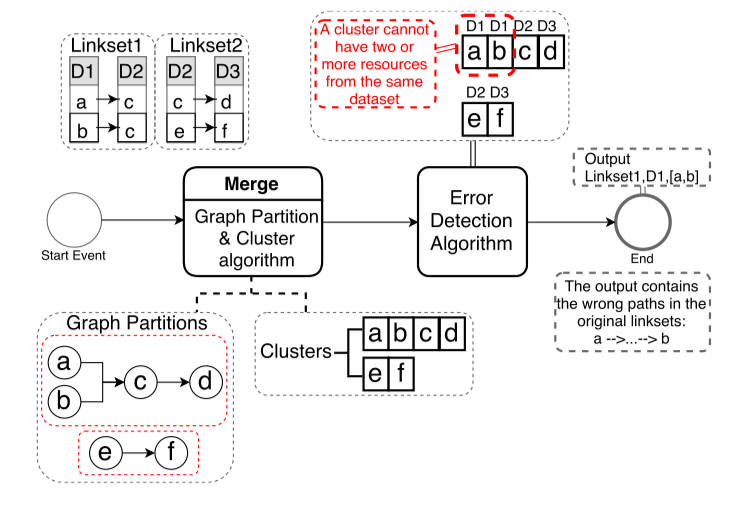 Linkset1 Linkset2
D1 D2 D2 D3
a c c d
b c e f
A cluster cannot
have two or
more resources
from the same
dataset
D1 D1 D2 D3
a b c d
D2 D3
e f
Start Event
Merge
Graph Partition
& Cluster
algorithm
Error
Detection
Algorithm
Output
Linkset1,D1,[a,b]
End
The output contains
the wrong paths in the
original linksets:
a -->...--> b
Graph Partitions
a
b
c d
e f
Clusters
a b c d
e f